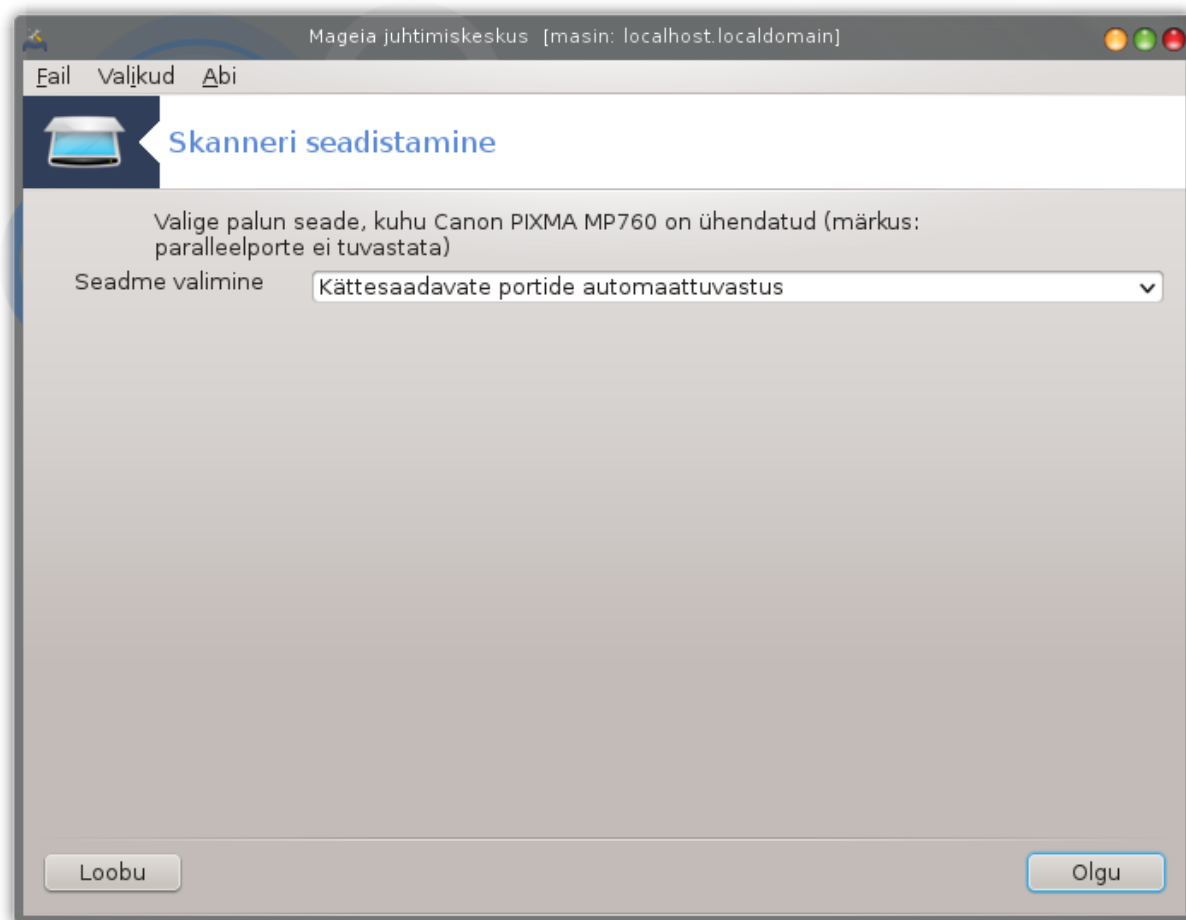 Mageia juhtimiskeskus [masin: localhost.localdomain]
Fail Valikud Abi
Skanneri seadistamine
Valige palun seade, kuhu Canon PIXMA MP760 on ühendatud (märkus:
paralleelporte ei tuvastata)
Seadme valimine Kättesaadavate portide automaattuvastus
Loobu Olgu